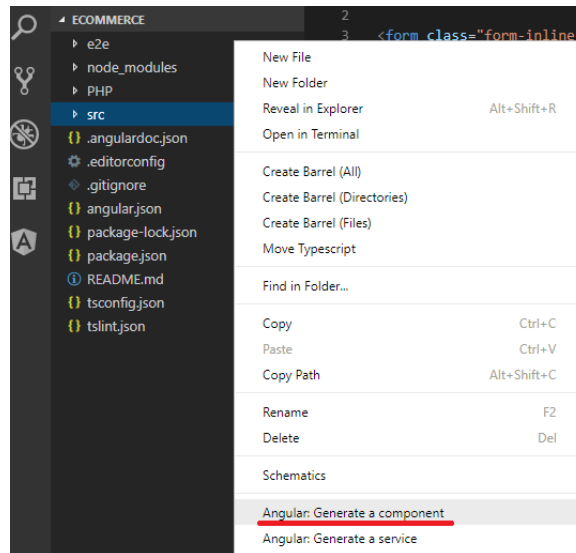 ECOMMERCE
e2e
node_modules
PHP
src
{} .angulardoc.json
.editorconfig
.gitignore
{} angular.json
{} package-lock.json
{} package.json
README.md
{} tsconfig.json
{} tslint.json
2
3 <form class="form-inline
New File
New Folder
Reveal in Explorer Alt+Shift+R
Open in Terminal
Create Barrel (All)
Create Barrel (Directories)
Create Barrel (Files)
Move Typescript
Find in Folder...
Copy Ctrl+C
Paste Ctrl+V
Copy Path Alt+Shift+C
Rename F2
Delete Del
Schematics
Angular: Generate a component
Angular: Generate a service